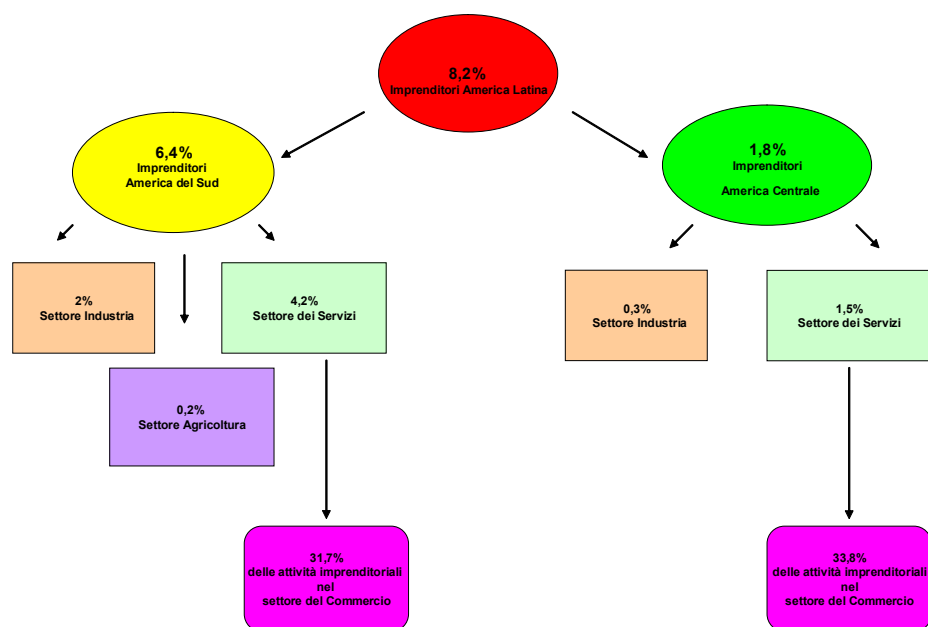 8,2%
Imprenditori America Latina
6,4%
Imprenditori
America del Sud
1,8%
Imprenditori
America Centrale
2%
Settore Industria
4,2%
Settore dei Servizi
0,3%
Settore Industria
1,5%
Settore dei Servizi
0,2%
Settore Agricoltura
31,7%
delle attività imprenditoriali
nel
settore del Commercio
33,8%
delle attività imprenditoriali
nel
settore del Commercio